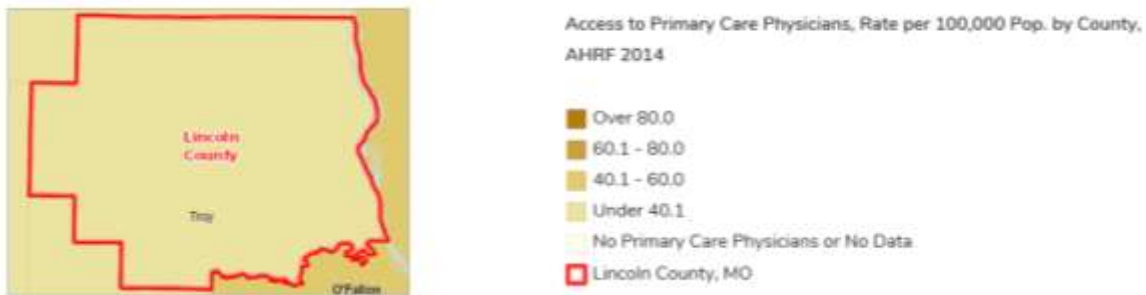 Lincoln
County
Troy
O'Fallon
Access to Primary Care Physicians, Rate per 100,000 Pop. by County,
AHRF 2014
Over 80.0
60.1 - 80.0
40.1 - 60.0
Under 40.1
No Primary Care Physicians or No Data
Lincoln County, MO